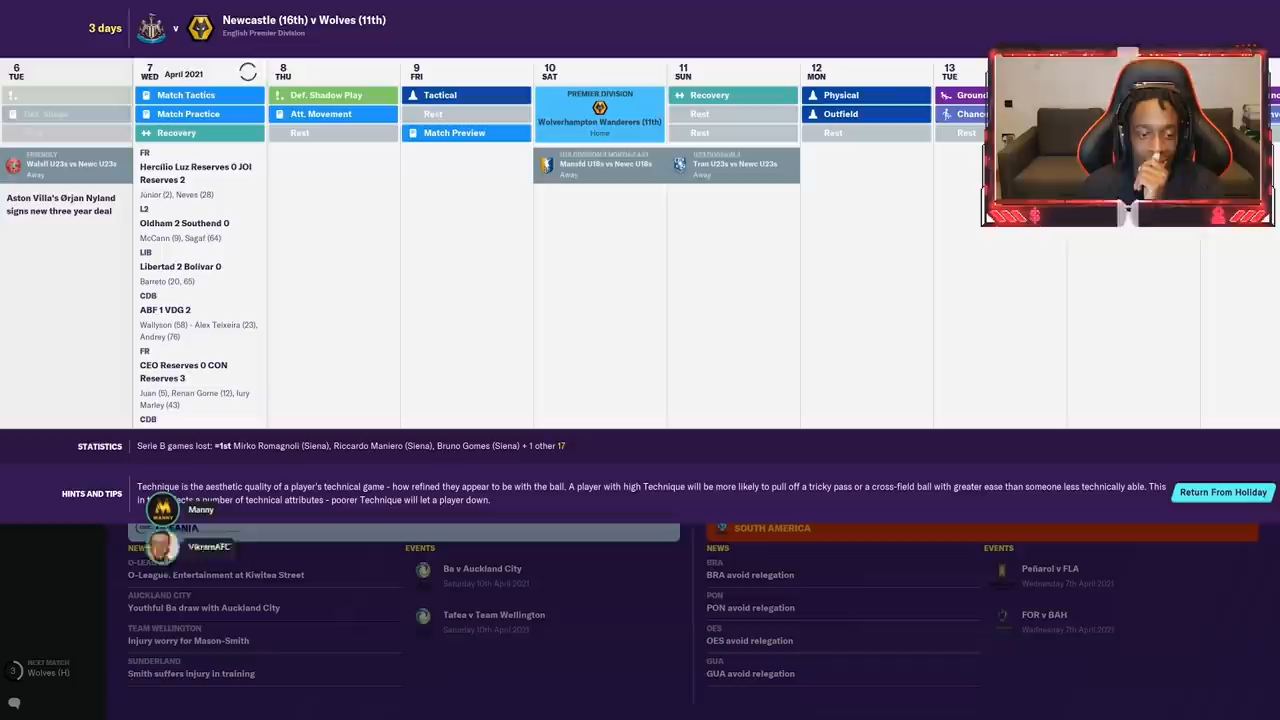 3 days
v
Newcastle (16th) v Wolves (11th)
English Premier Division
6
TUE
7
WED April 2021
8
THU
9
FRI
10
SAT
11
SUN
12
MON
13
TUE
Match Tactics
Def. Shadow Play
Tactical
PREMIER DIVISION
Recovery
Physical
Ground
Def. Shape
Match Practice
Att. Movement
Rest
Wolverhampton Wanderers (11th)
Rest
Outfield
Chanc
Recovery
Rest
Match Preview
Home
Rest
Rest
Rest
FRIENDLY
Walsll U23s vs Newc U23s
Away
Mansfd U18s vs Newc U18s
Away
Tran U23s vs Newc U23s
Away
Aston Villa's Ørjan Nyland
signs new three year deal
FR
Hercílio Luz Reserves 0 JOI
Reserves 2
Júnior (2), Neves (28)
L2
Oldham 2 Southend 0
McCann (9), Sagaf (64)
LIB
Libertad 2 Bolívar 0
Barreto (20, 65)
CDB
ABF 1 VDG 2
Wallyson (58) - Alex Teixeira (23),
Andrey (76)
FR
CEO Reserves 0 CON
Reserves 3
Juan (5), Renan Gorne (12), Iury
Marley (43)
CDB
STATISTICS
Serie B games lost: =1st Mirko Romagnoli (Siena), Riccardo Maniero (Siena), Bruno Gomes (Siena) + 1 other 17
HINTS AND TIPS
Technique is the aesthetic quality of a player's technical game - how refined they appear to be with the ball. A player with high Technique will be more likely to pull off a tricky pass or a cross-field ball with greater ease than someone less technically able. This
in a number of technical attributes - poorer Technique will let a player down.
Return From Holiday
Manny
VikramAFC
SOUTH AMERICA
EVENTS
O-League. Entertainment at Kiwitea Street
AUCKLAND CITY
Youthful Ba draw with Auckland City
TEAM WELLINGTON
Injury worry for Mason-Smith
SUNDERLAND
Smith suffers injury in training
Ba v Auckland City
Saturday 10th April 2021
Tafea v Team Wellington
Saturday 10th April 2021
NEWS
BRA
BRA avoid relegation
PON
PON avoid relegation
OES
OES avoid relegation
GUA
GUA avoid relegation
EVENTS
Peñarol v FLA
Wednesday 7th April 2021
FOR v BAH
Wednesday 7th April 2021
3
NEXT MATCH
Wolves (H)